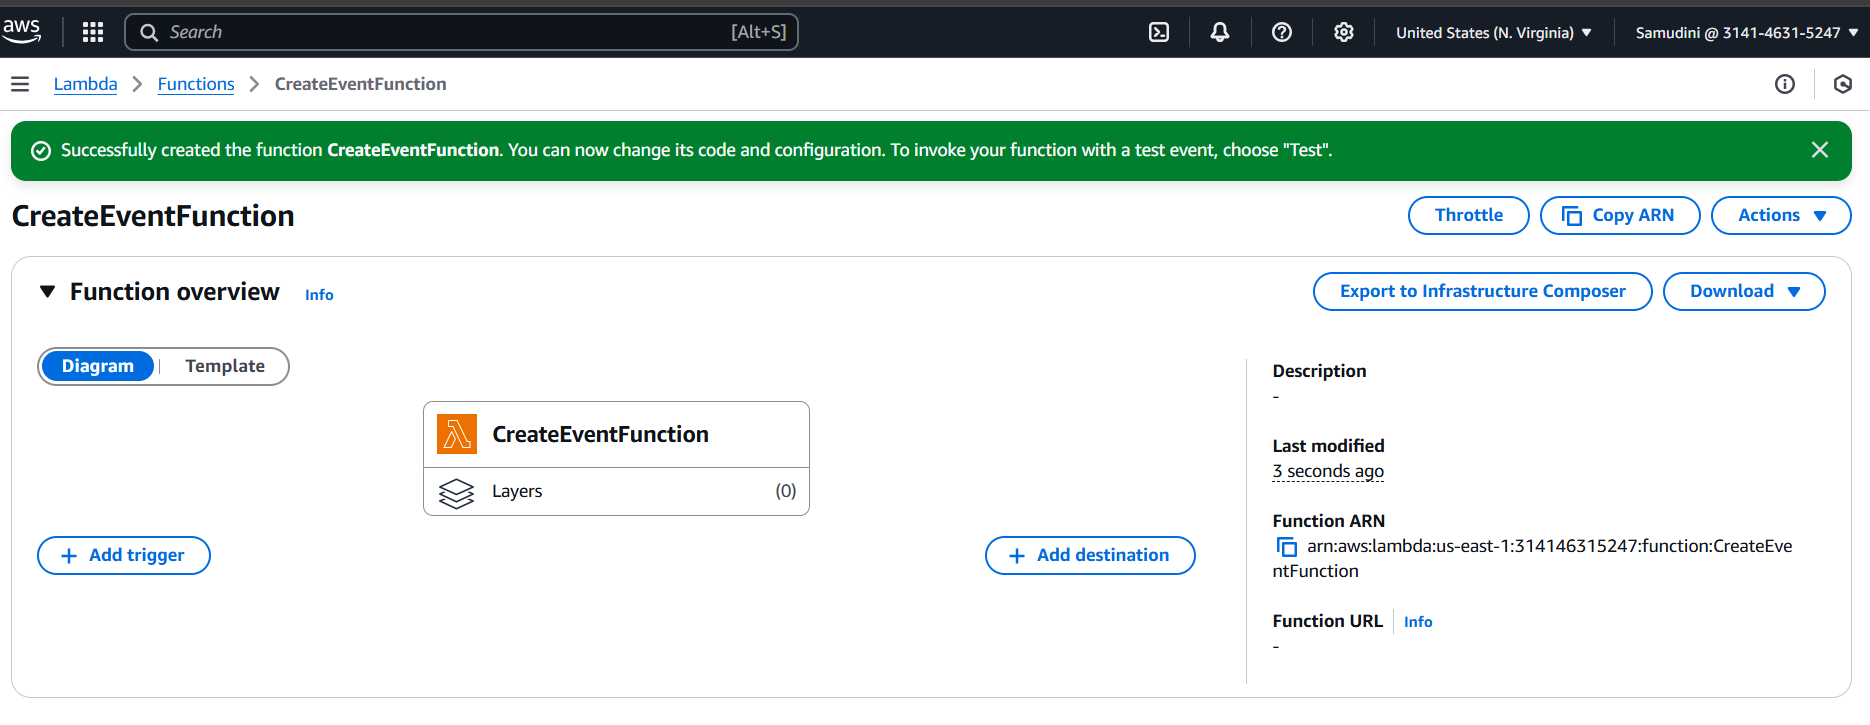 aws
Search [Alt+S]
United States (N. Virginia)
Samudini @ 3141-4631-5247
Lambda
Functions
CreateEventFunction
Successfully created the function CreateEventFunction. You can now change its code and configuration. To invoke your function with a test event, choose "Test".
CreateEventFunction
Throttle
Copy ARN
Actions
Function overview Info
Export to Infrastructure Composer
Download
Diagram
Template
CreateEventFunction
Layers (0)
+ Add trigger
+ Add destination
Description
-
Last modified
3 seconds ago
Function ARN
arn:aws:lambda:us-east-1:314146315247:function:CreateEve
ntFunction
Function URL Info
-